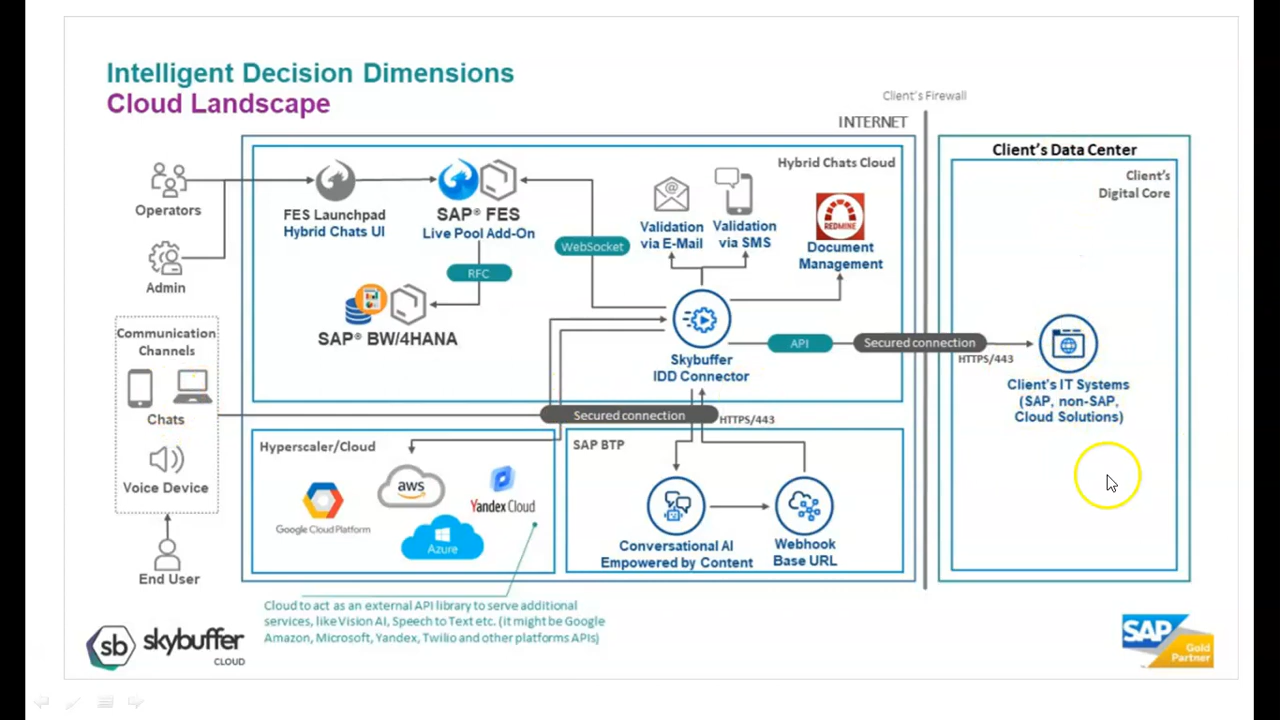 Intelligent Decision Dimensions
Cloud Landscape
Client's Firewall
INTERNET
Operators
Admin
Communication
Channels
Chats
Voice Device
End User
Hybrid Chats Cloud
FES Launchpad
Hybrid Chats UI
SAP® FES
Live Pool Add-On
RFC
SAP® BW/4HANA
WebSocket
Validation
via E-Mail
Validation
via SMS
REDMINE
Document
Management
Skybuffer
IDD Connector
API
Secured connection
HTTPS/443
Client's Data Center
Client's
Digital Core
Client's IT Systems
(SAP, non-SAP,
Cloud Solutions)
Secured connection
HTTPS/443
Hyperscaler/Cloud
Google Cloud Platform
aws
Azure
Yandex Cloud
SAP BTP
Conversational AI
Empowered by Content
Webhook
Base URL
Cloud to act as an external API library to serve additional
services, like Vision AI, Speech to Text etc. (it might be Google
Amazon, Microsoft, Yandex, Twilio and other platforms APIs)
sb skybuffer
CLOUD
SAP
Gold
Partner